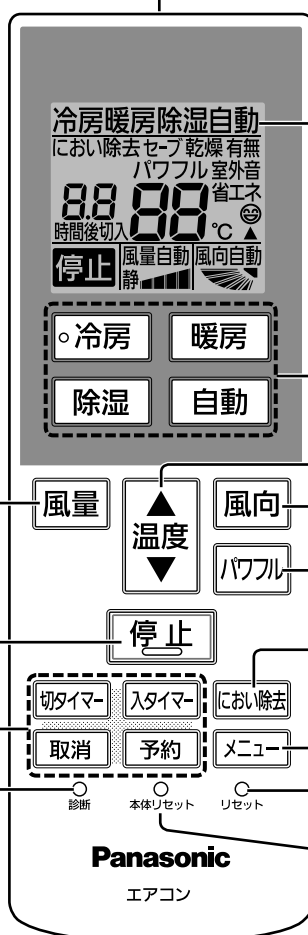 冷房暖房除湿自動
におい除去セーブ乾燥有無
パワフル室外音
省エネ
8.8 88℃
時間後切入
停止 風量自動 風向自動
静
冷房 暖房
除湿 自動
風量 温度 風向
パワフル
停止
切タイマー 入タイマー におい除去
取消 予約 メニュー
診断 本体リセット リセット
Panasonic
エアコン